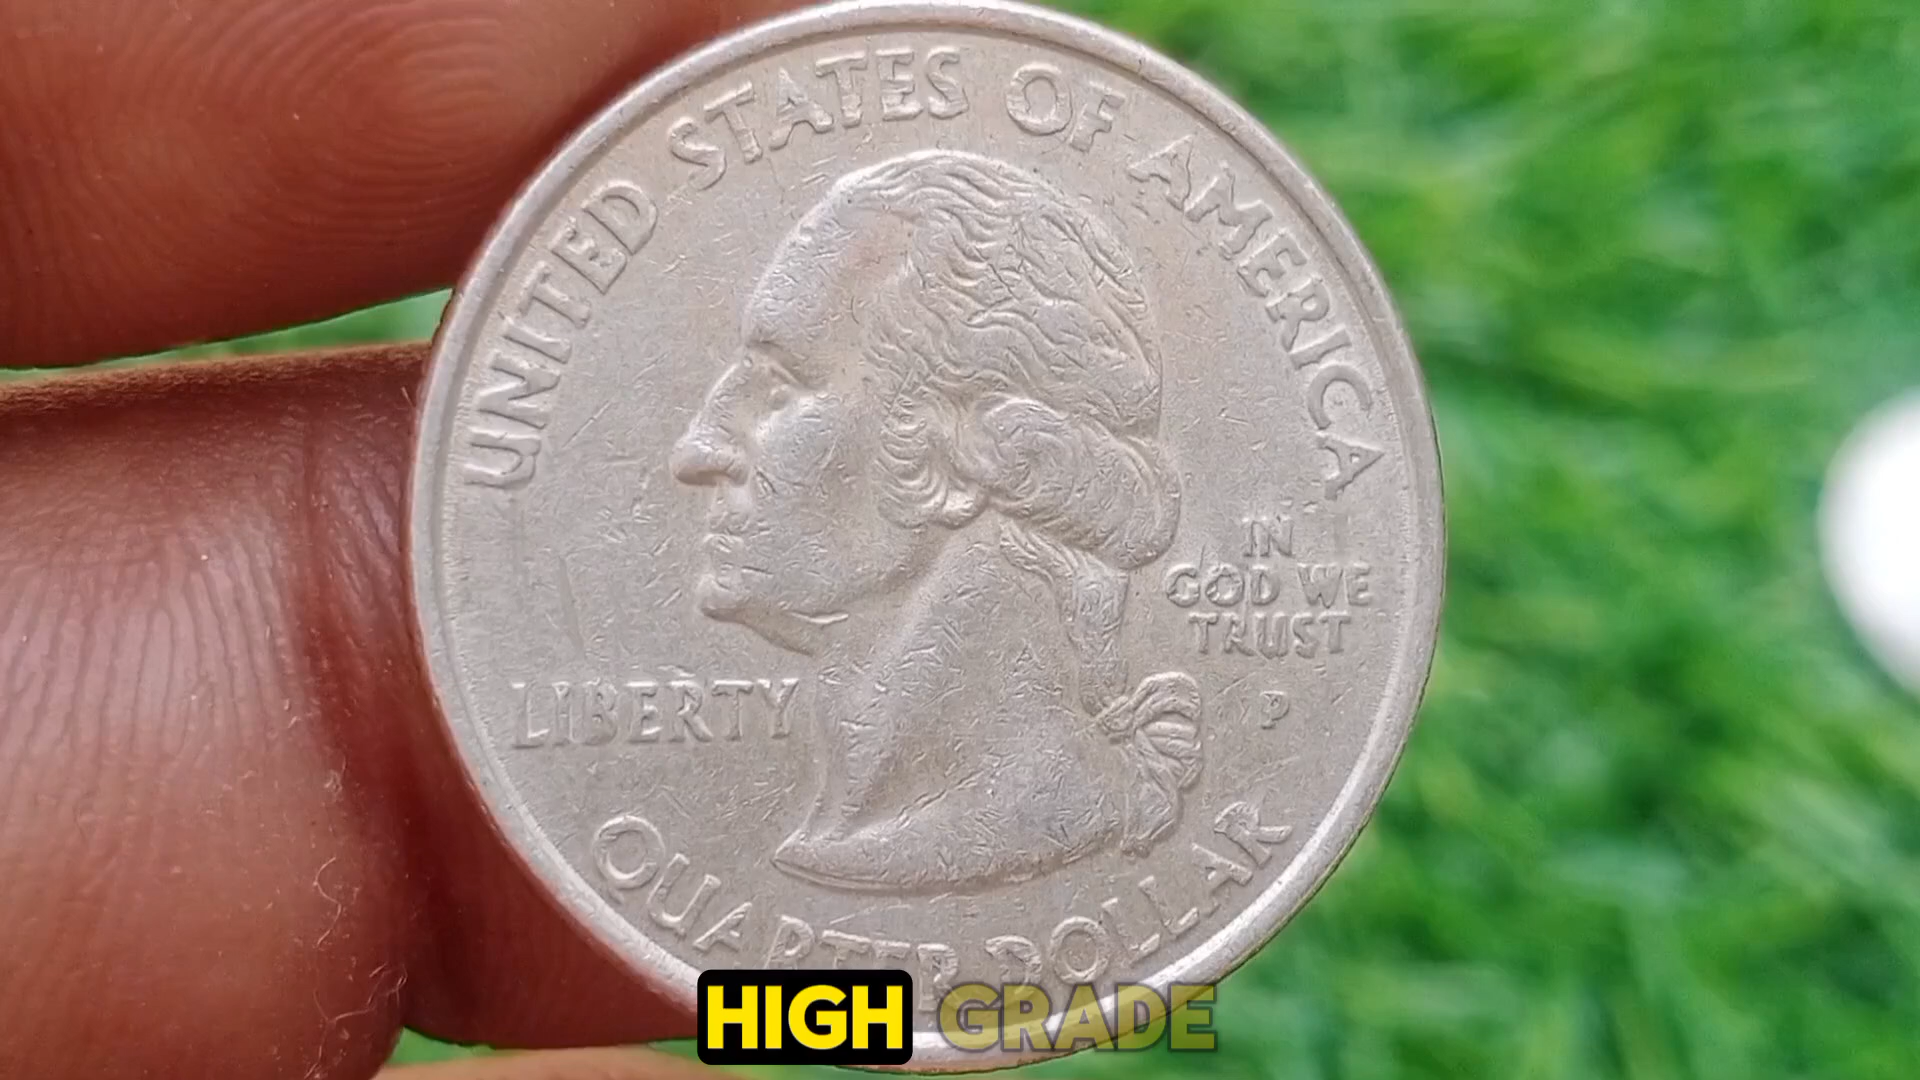 UNITED STATES OF AMERICA
IN
GOD WE
TRUST
LIBERTY
P
QUARTER DOLLAR
HIGH GRADE